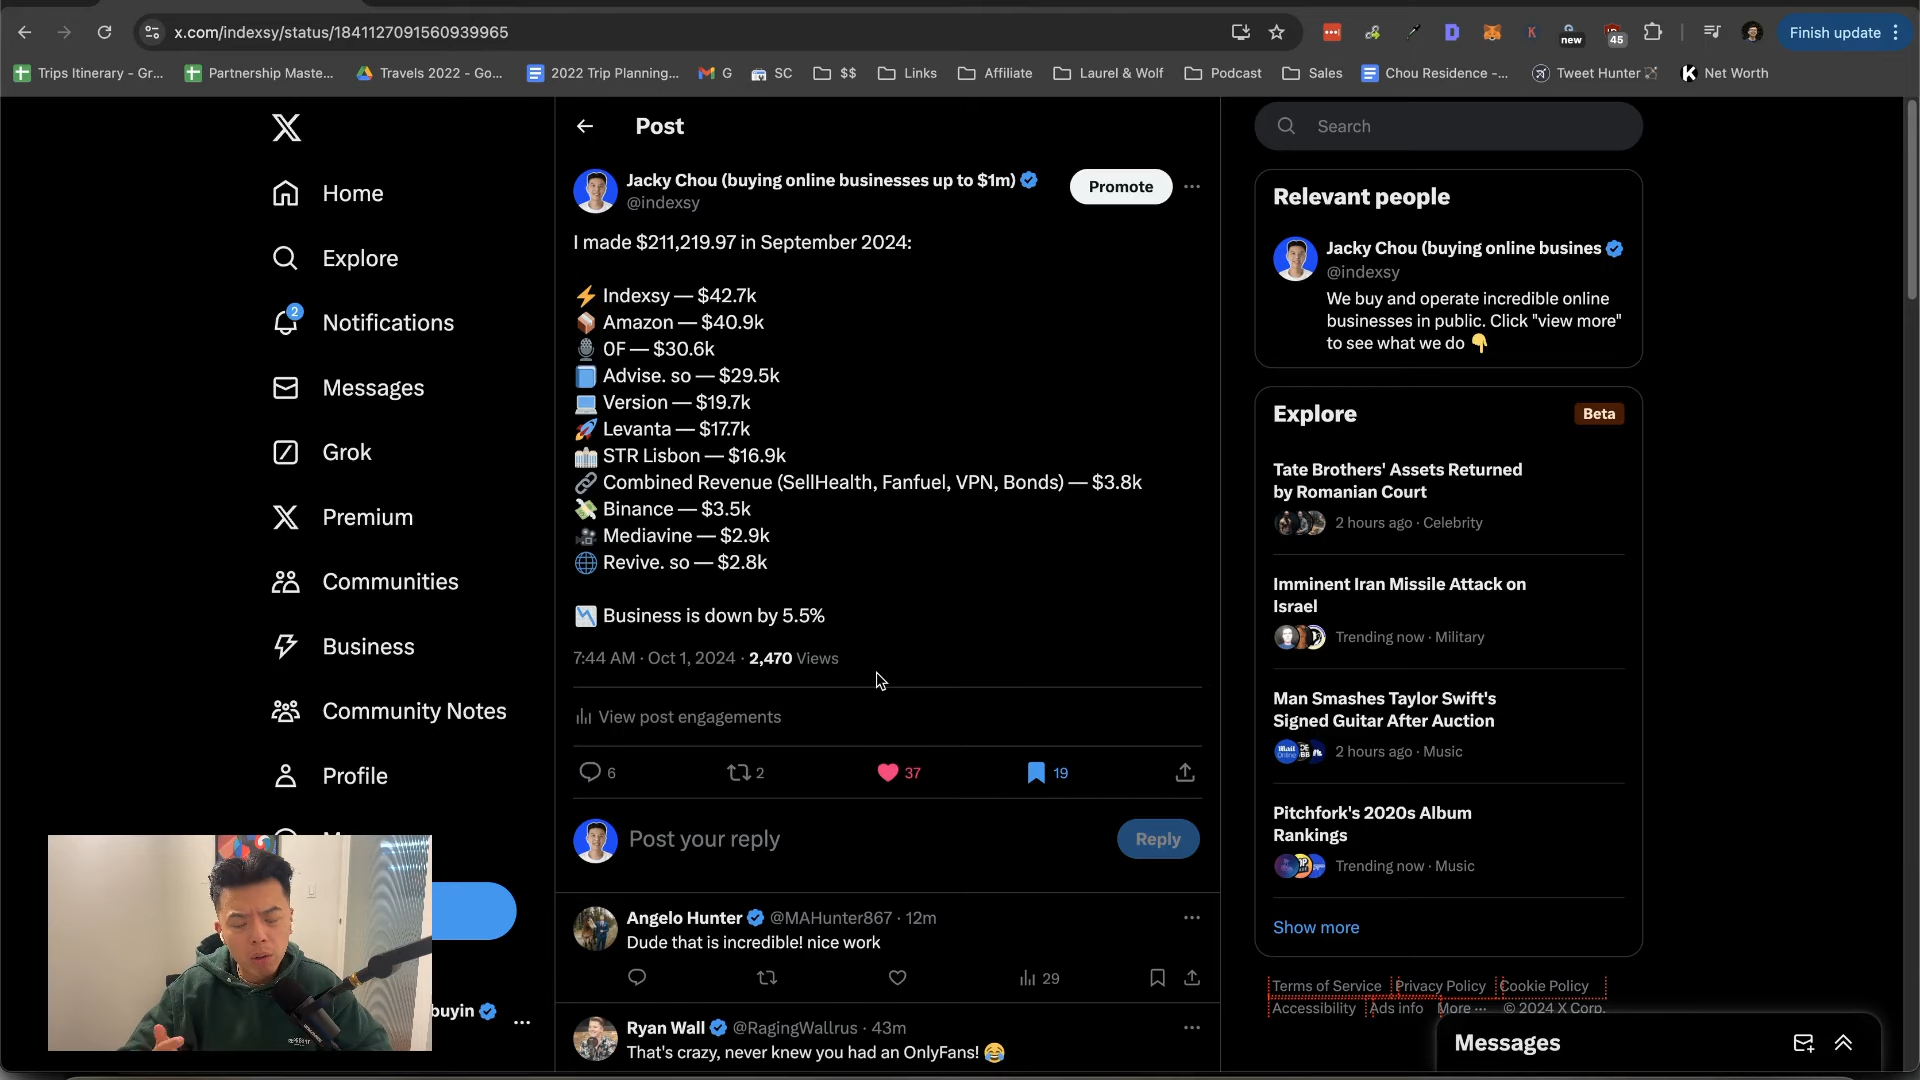 x.com/indexsy/status/1841127091560939965
new
45
K
Finish update
Trips Itinerary - Gr...
Partnership Maste...
Travels 2022 - Go...
2022 Trip Planning...
G
SC
$$
Links
Affiliate
Laurel & Wolf
Podcast
Sales
Chou Residence -...
Tweet Hunter
Net Worth
Home
Explore
2
Notifications
Messages
Grok
Premium
Communities
Business
Community Notes
Profile
buyin
Post
Jacky Chou (buying online businesses up to $1m)
@indexsy
Promote
I made $211,219.97 in September 2024:
⚡ Indexsy — $42.7k
📦 Amazon — $40.9k
🎙 0F — $30.6k
📘 Advise. so — $29.5k
💻 Version — $19.7k
🚀 Levanta — $17.7k
🏙 STR Lisbon — $16.9k
🔗 Combined Revenue (SellHealth, Fanfuel, VPN, Bonds) — $3.8k
💸 Binance — $3.5k
🎥 Mediavine — $2.9k
🌐 Revive. so — $2.8k
📉 Business is down by 5.5%
7:44 AM · Oct 1, 2024 · 2,470 Views
View post engagements
6
2
37
19
Post your reply
Reply
Angelo Hunter @MAHunter867 · 12m
Dude that is incredible! nice work
29
Ryan Wall @RagingWallrus · 43m
That's crazy, never knew you had an OnlyFans! 😂
Search
Relevant people
Jacky Chou (buying online busines
@indexsy
We buy and operate incredible online
businesses in public. Click "view more"
to see what we do 👇
Explore
Beta
Tate Brothers' Assets Returned
by Romanian Court
2 hours ago · Celebrity
Imminent Iran Missile Attack on
Israel
Trending now · Military
Man Smashes Taylor Swift's
Signed Guitar After Auction
2 hours ago · Music
Pitchfork's 2020s Album
Rankings
Trending now · Music
Show more
Terms of Service Privacy Policy Cookie Policy
Accessibility Ads info More ··· © 2024 X Corp.
Messages